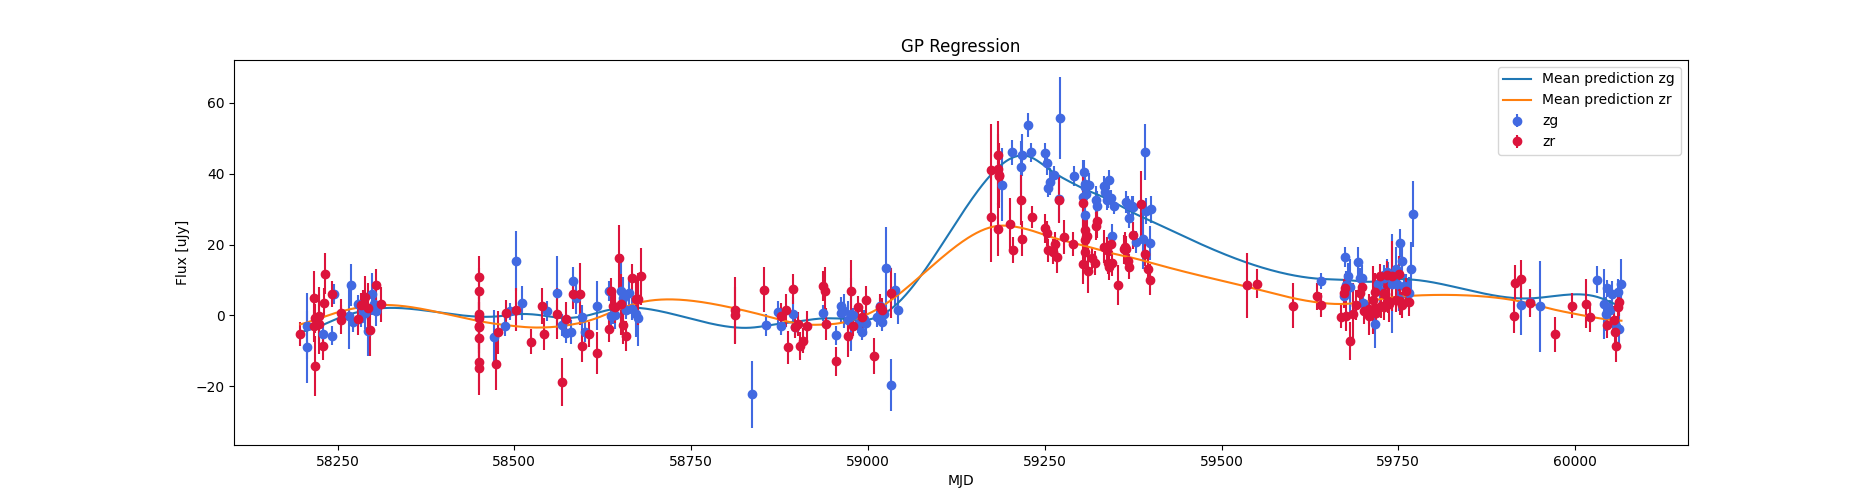 GP Regression
Flux [uJy]
60
40
20
0
−20
58250
58500
58750
59000
59250
59500
59750
60000
MJD
Mean prediction zg
Mean prediction zr
zg
zr